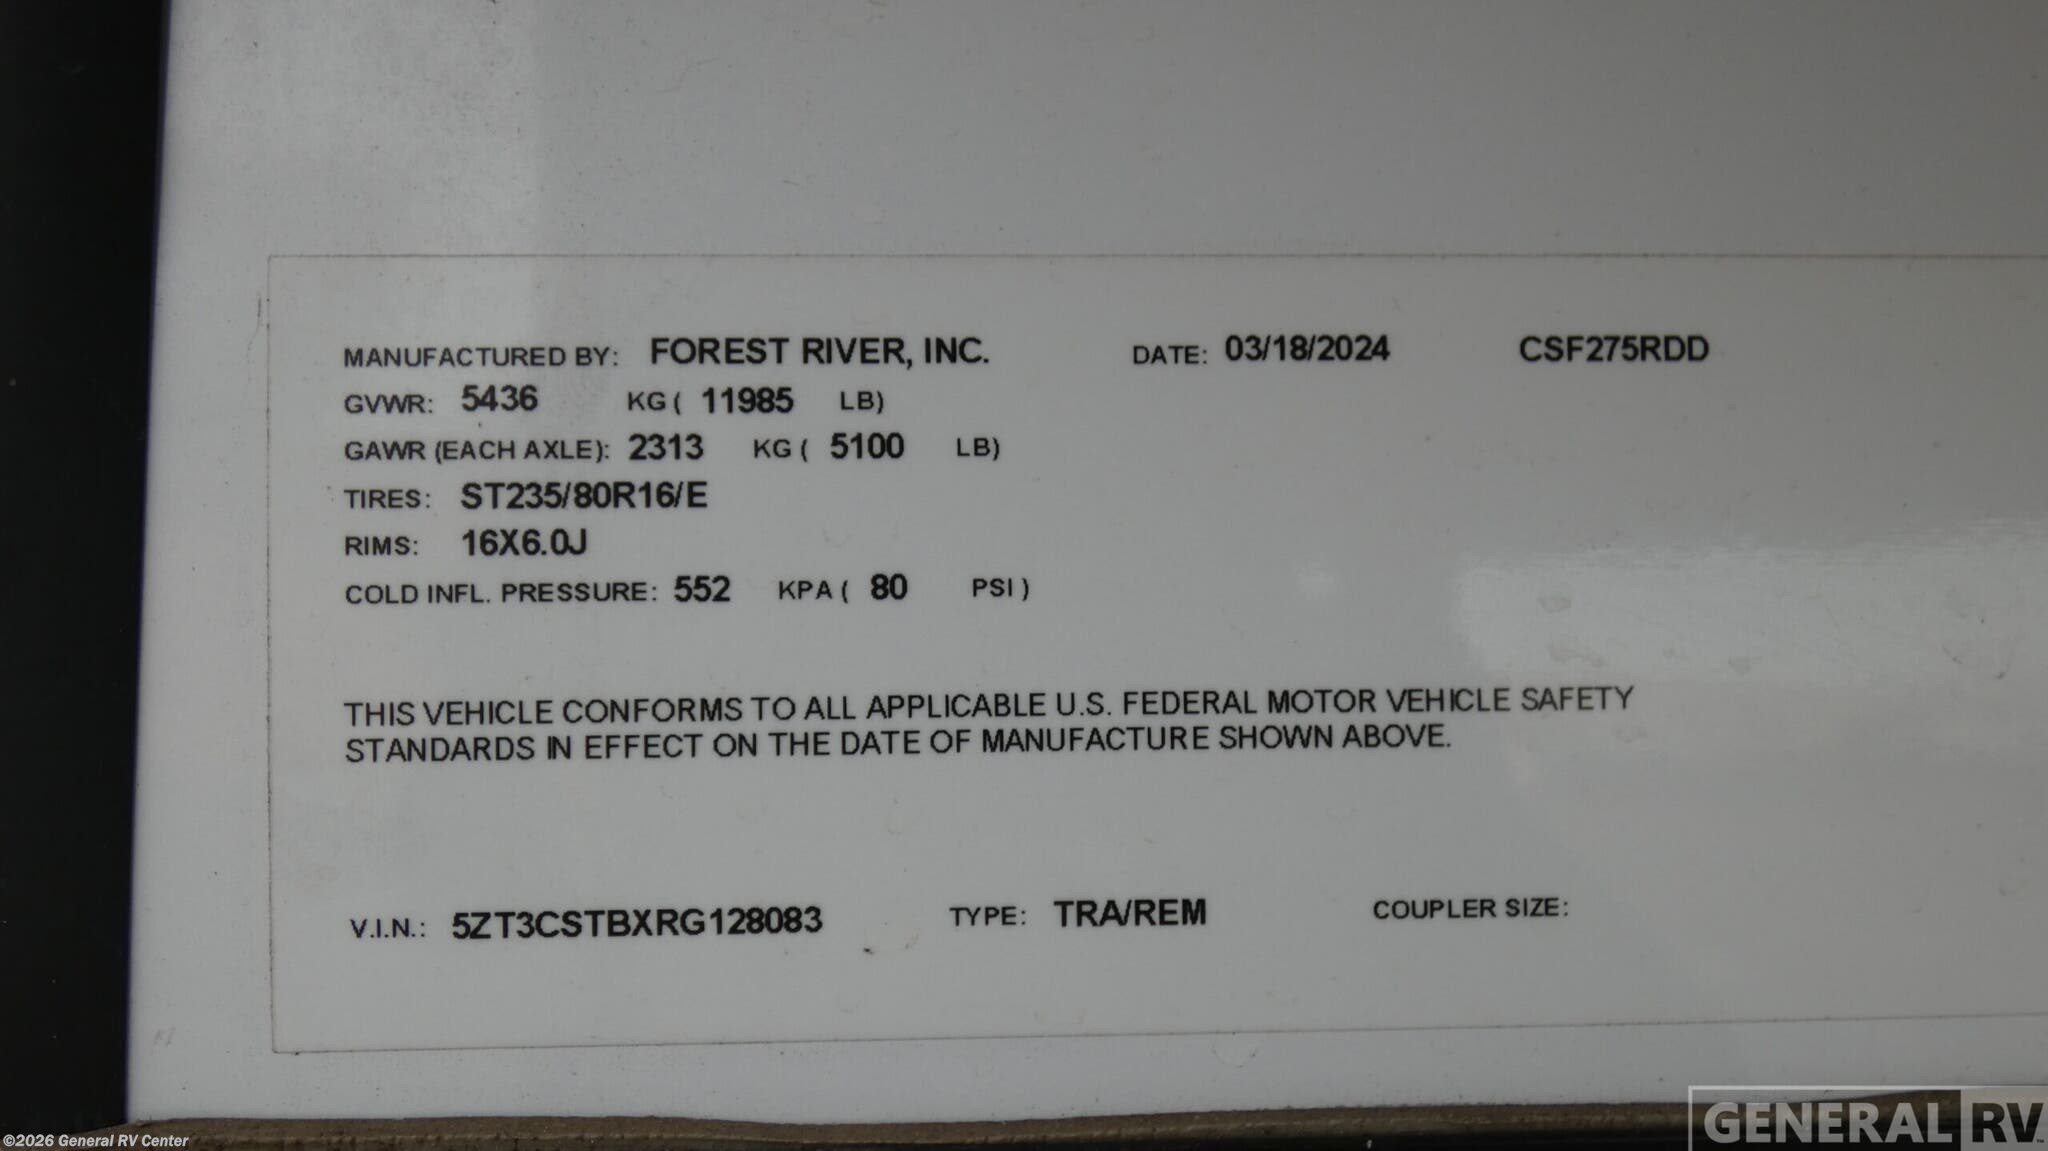 MANUFACTURED BY: FOREST RIVER, INC. DATE: 03/18/2024 CSF275RDD
GVWR: 5436 KG ( 11985 LB)
GAWR (EACH AXLE): 2313 KG ( 5100 LB)
TIRES: ST235/80R16/E
RIMS: 16X6.0J
COLD INFL. PRESSURE: 552 KPA ( 80 PSI )
THIS VEHICLE CONFORMS TO ALL APPLICABLE U.S. FEDERAL MOTOR VEHICLE SAFETY
STANDARDS IN EFFECT ON THE DATE OF MANUFACTURE SHOWN ABOVE.
V.I.N.: 5ZT3CSTBXRG128083 TYPE: TRA/REM COUPLER SIZE:
©2026 General RV Center
GENERAL RV